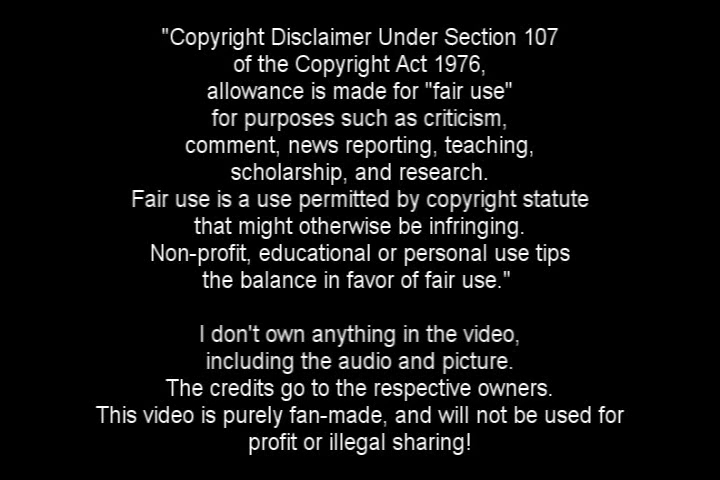 "Copyright Disclaimer Under Section 107
of the Copyright Act 1976,
allowance is made for "fair use"
for purposes such as criticism,
comment, news reporting, teaching,
scholarship, and research.
Fair use is a use permitted by copyright statute
that might otherwise be infringing.
Non-profit, educational or personal use tips
the balance in favor of fair use."
I don't own anything in the video,
including the audio and picture.
The credits go to the respective owners.
This video is purely fan-made, and will not be used for
profit or illegal sharing!